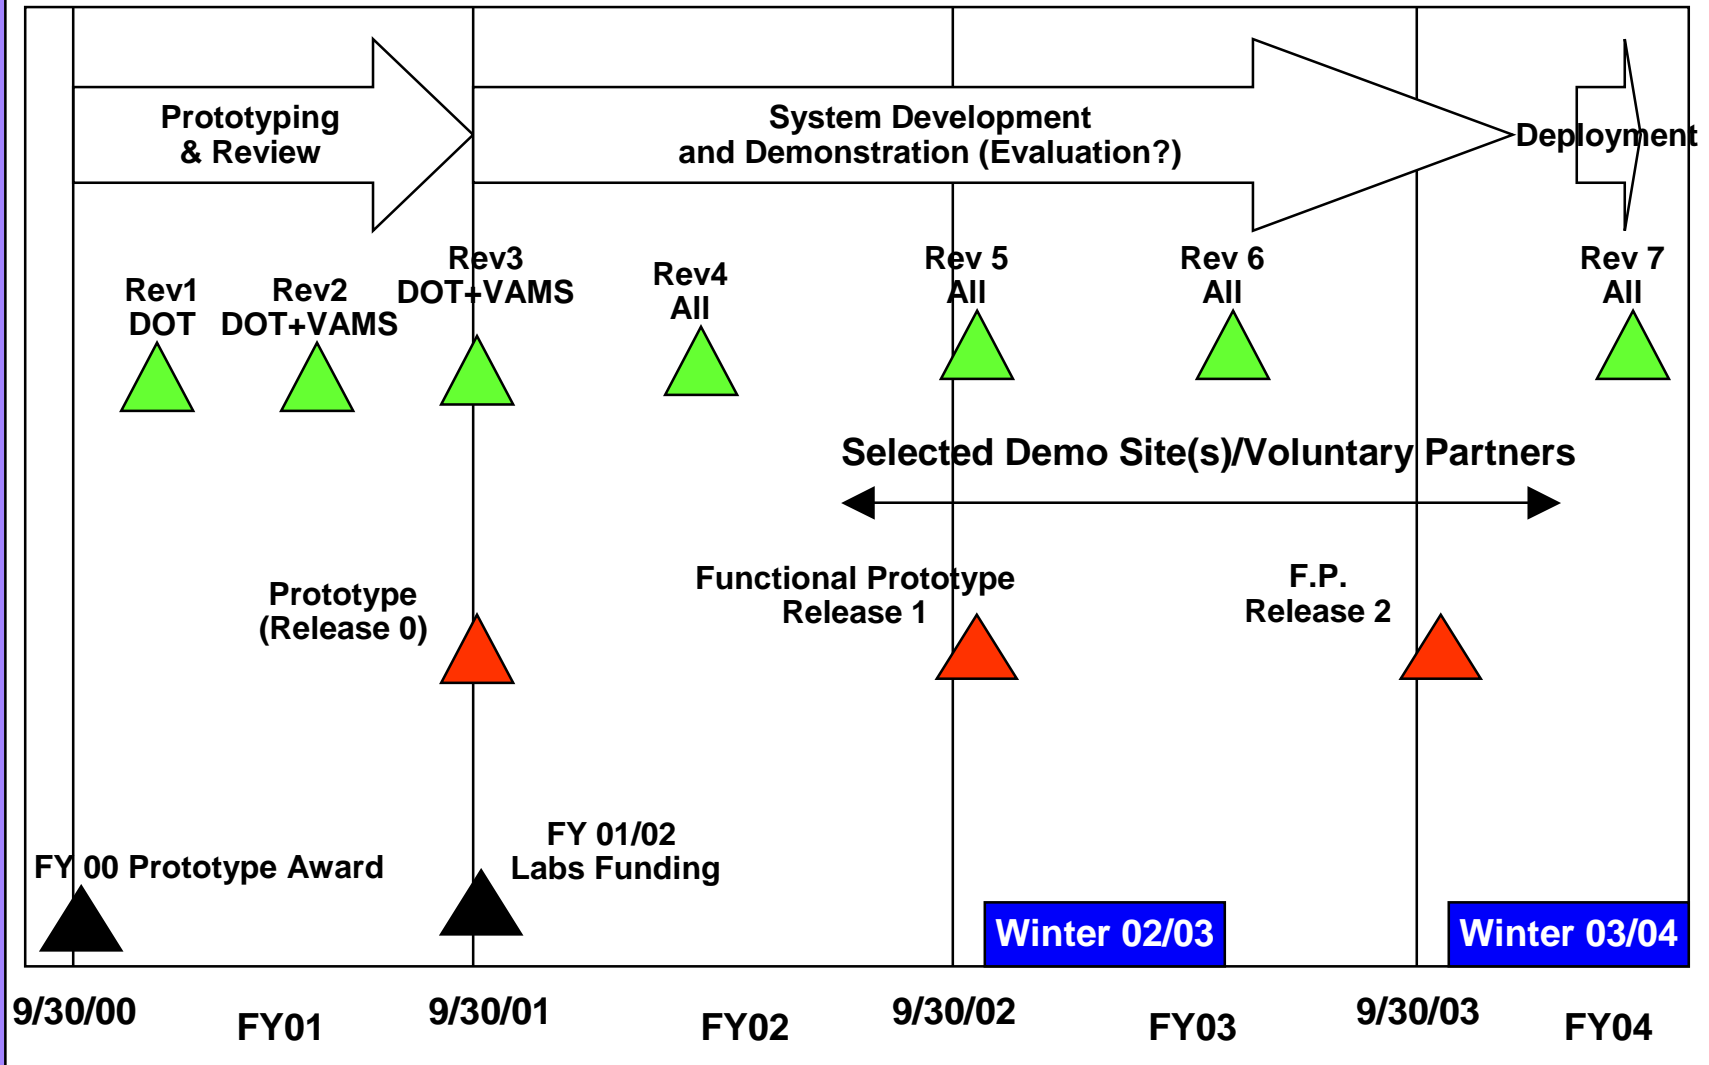 Prototyping
& Review
System Development
and Demonstration (Evaluation?)
Deployment
Rev1
DOT
Rev2
DOT+VAMS
Rev3
DOT+VAMS
Rev4
All
Rev 5
All
Rev 6
All
Rev 7
All
Selected Demo Site(s)/Voluntary Partners
Prototype
(Release 0)
Functional Prototype
Release 1
F.P.
Release 2
FY 00 Prototype Award
FY 01/02
Labs Funding
Winter 02/03
Winter 03/04
9/30/00
FY01
9/30/01
FY02
9/30/02
FY03
9/30/03
FY04